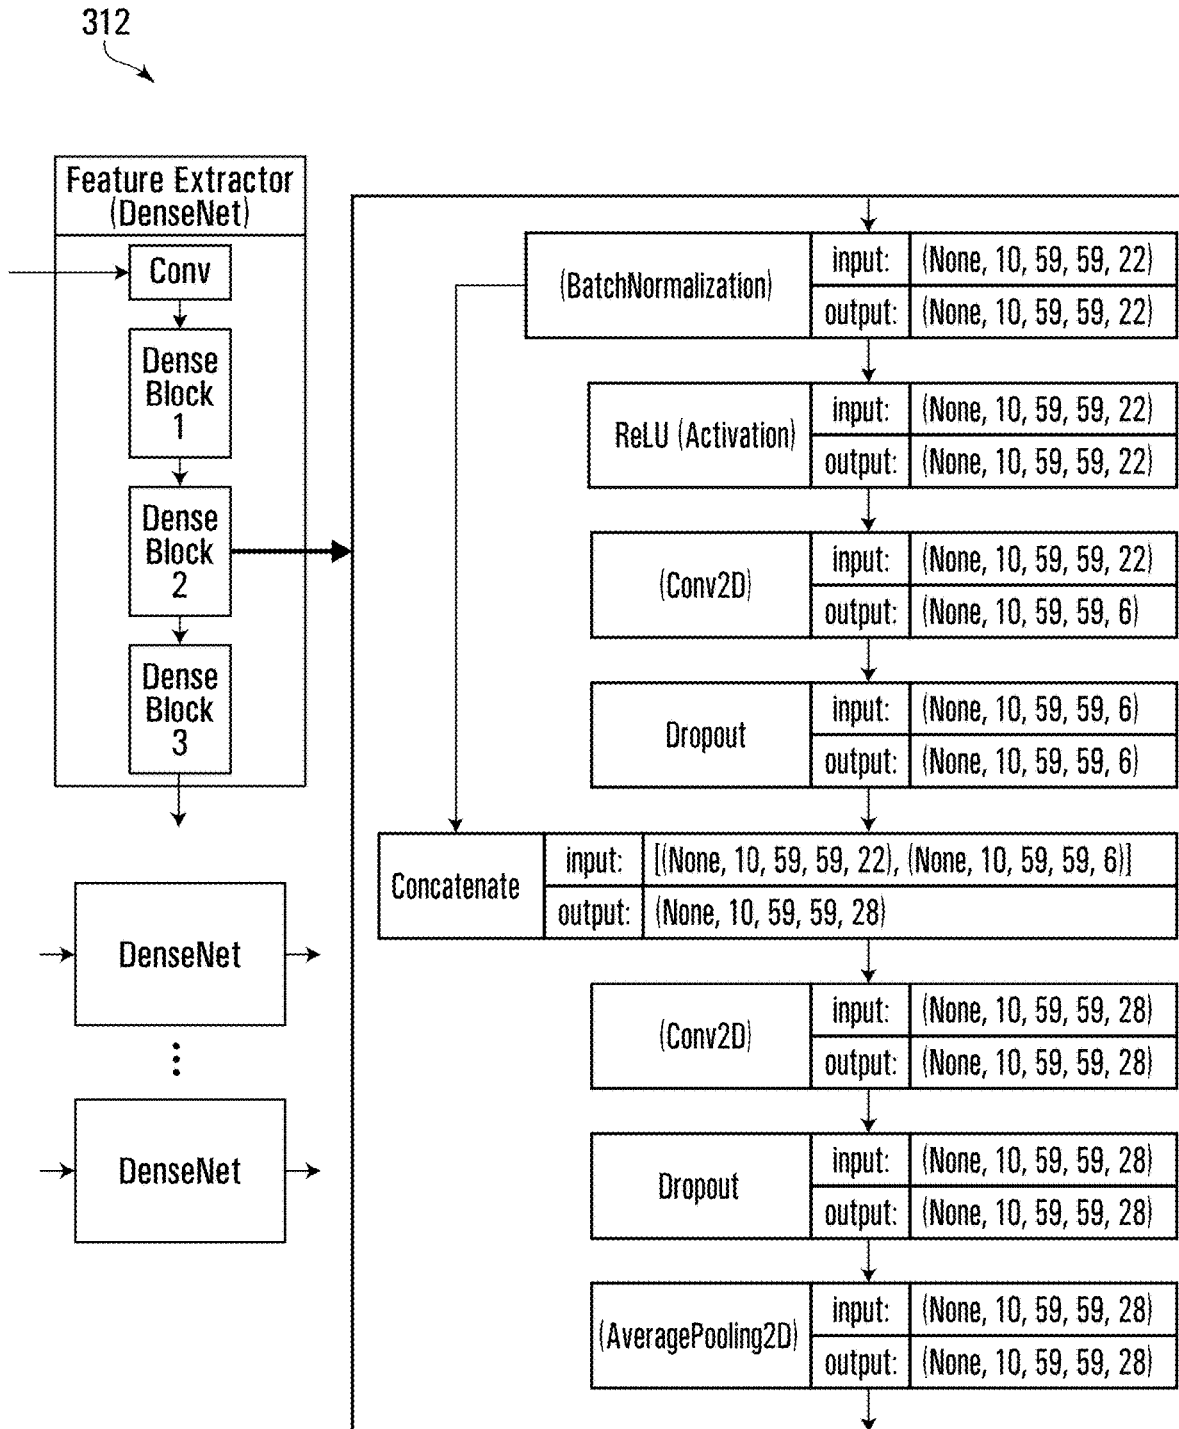 312
Feature Extractor
(DenseNet)
Conv
Dense
Block
1
Dense
Block
2
Dense
Block
3
DenseNet
DenseNet
(BatchNormalization)
input: (None, 10, 59, 59, 22)
output: (None, 10, 59, 59, 22)
ReLU (Activation)
input: (None, 10, 59, 59, 22)
output: (None, 10, 59, 59, 22)
(Conv2D)
input: (None, 10, 59, 59, 22)
output: (None, 10, 59, 59, 6)
Dropout
input: (None, 10, 59, 59, 6)
output: (None, 10, 59, 59, 6)
Concatenate
input: [(None, 10, 59, 59, 22), (None, 10, 59, 59, 6)]
output: (None, 10, 59, 59, 28)
(Conv2D)
input: (None, 10, 59, 59, 28)
output: (None, 10, 59, 59, 28)
Dropout
input: (None, 10, 59, 59, 28)
output: (None, 10, 59, 59, 28)
(AveragePooling2D)
input: (None, 10, 59, 59, 28)
output: (None, 10, 59, 59, 28)